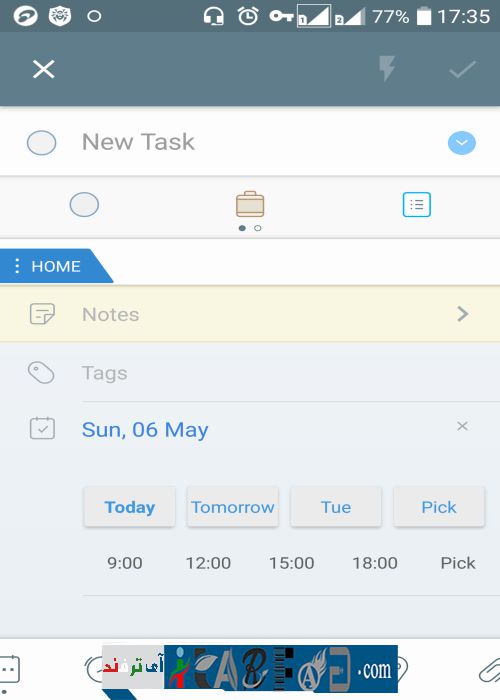 77% 17:35
New Task
HOME
Notes
Tags
Sun, 06 May
Today Tomorrow Tue Pick
9:00 12:00 15:00 18:00 Pick
آی ترفند
.com